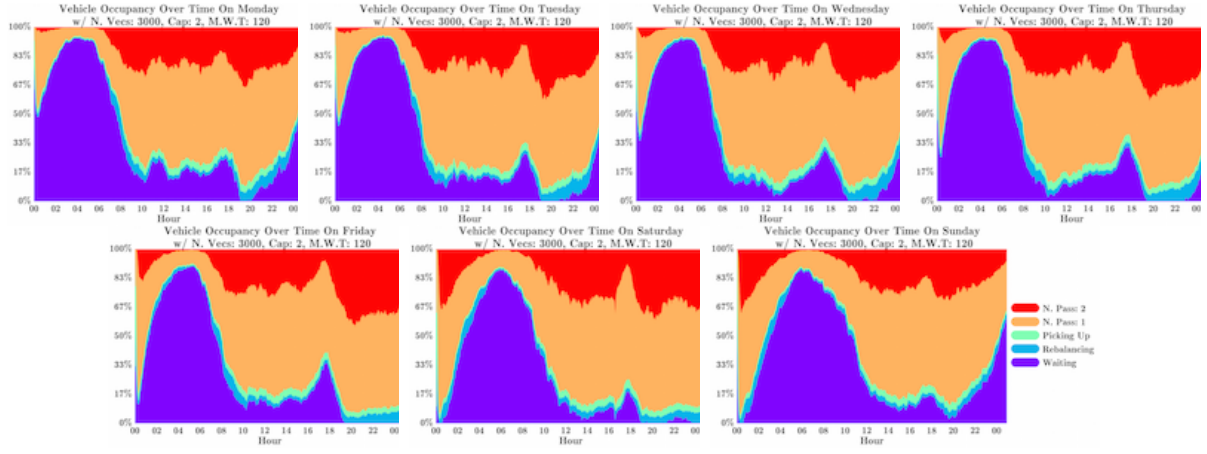 Vehicle Occupancy Over Time On Monday
w/ N. Vecs: 3000, Cap: 2, M.W.T: 120
100%
83%
67%
50%
33%
17%
0%
00 02 04 06 08 10 12 14 16 18 20 22 00
Hour
Vehicle Occupancy Over Time On Tuesday
w/ N. Vecs: 3000, Cap: 2, M.W.T: 120
100%
83%
67%
50%
33%
17%
0%
00 02 04 06 08 10 12 14 16 18 20 22 00
Hour
Vehicle Occupancy Over Time On Wednesday
w/ N. Vecs: 3000, Cap: 2, M.W.T: 120
100%
83%
67%
50%
33%
17%
0%
00 02 04 06 08 10 12 14 16 18 20 22 00
Hour
Vehicle Occupancy Over Time On Thursday
w/ N. Vecs: 3000, Cap: 2, M.W.T: 120
100%
83%
67%
50%
33%
17%
0%
00 02 04 06 08 10 12 14 16 18 20 22 00
Hour
Vehicle Occupancy Over Time On Friday
w/ N. Vecs: 3000, Cap: 2, M.W.T: 120
100%
83%
67%
50%
33%
17%
0%
00 02 04 06 08 10 12 14 16 18 20 22 00
Hour
Vehicle Occupancy Over Time On Saturday
w/ N. Vecs: 3000, Cap: 2, M.W.T: 120
100%
83%
67%
50%
33%
17%
0%
00 02 04 06 08 10 12 14 16 18 20 22 00
Hour
Vehicle Occupancy Over Time On Sunday
w/ N. Vecs: 3000, Cap: 2, M.W.T: 120
100%
83%
67%
50%
33%
17%
0%
00 02 04 06 08 10 12 14 16 18 20 22 00
Hour
N. Pass: 2
N. Pass: 1
Picking Up
Rebalancing
Waiting